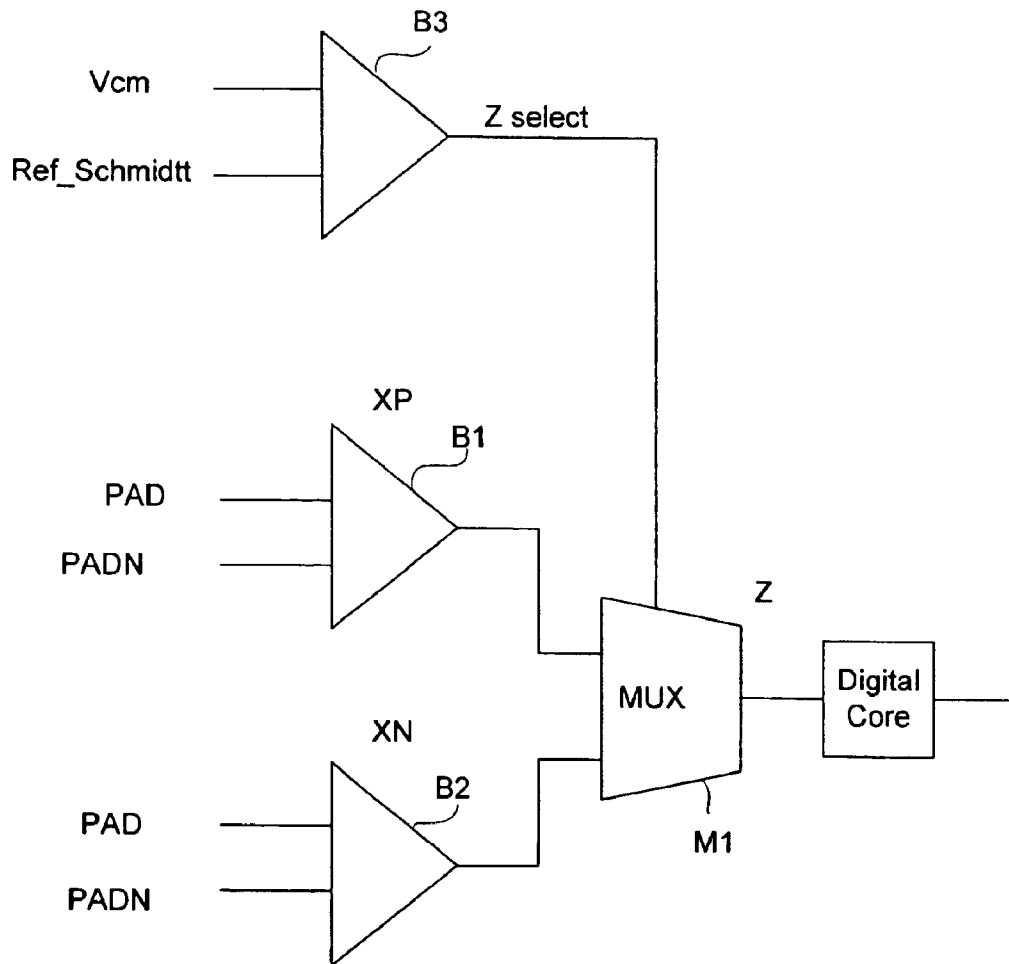 B3
Vcm
Z select
Ref_Schmidtt
XP
B1
PAD
PADN
Z
MUX
Digital
Core
XN
B2
PAD
M1
PADN